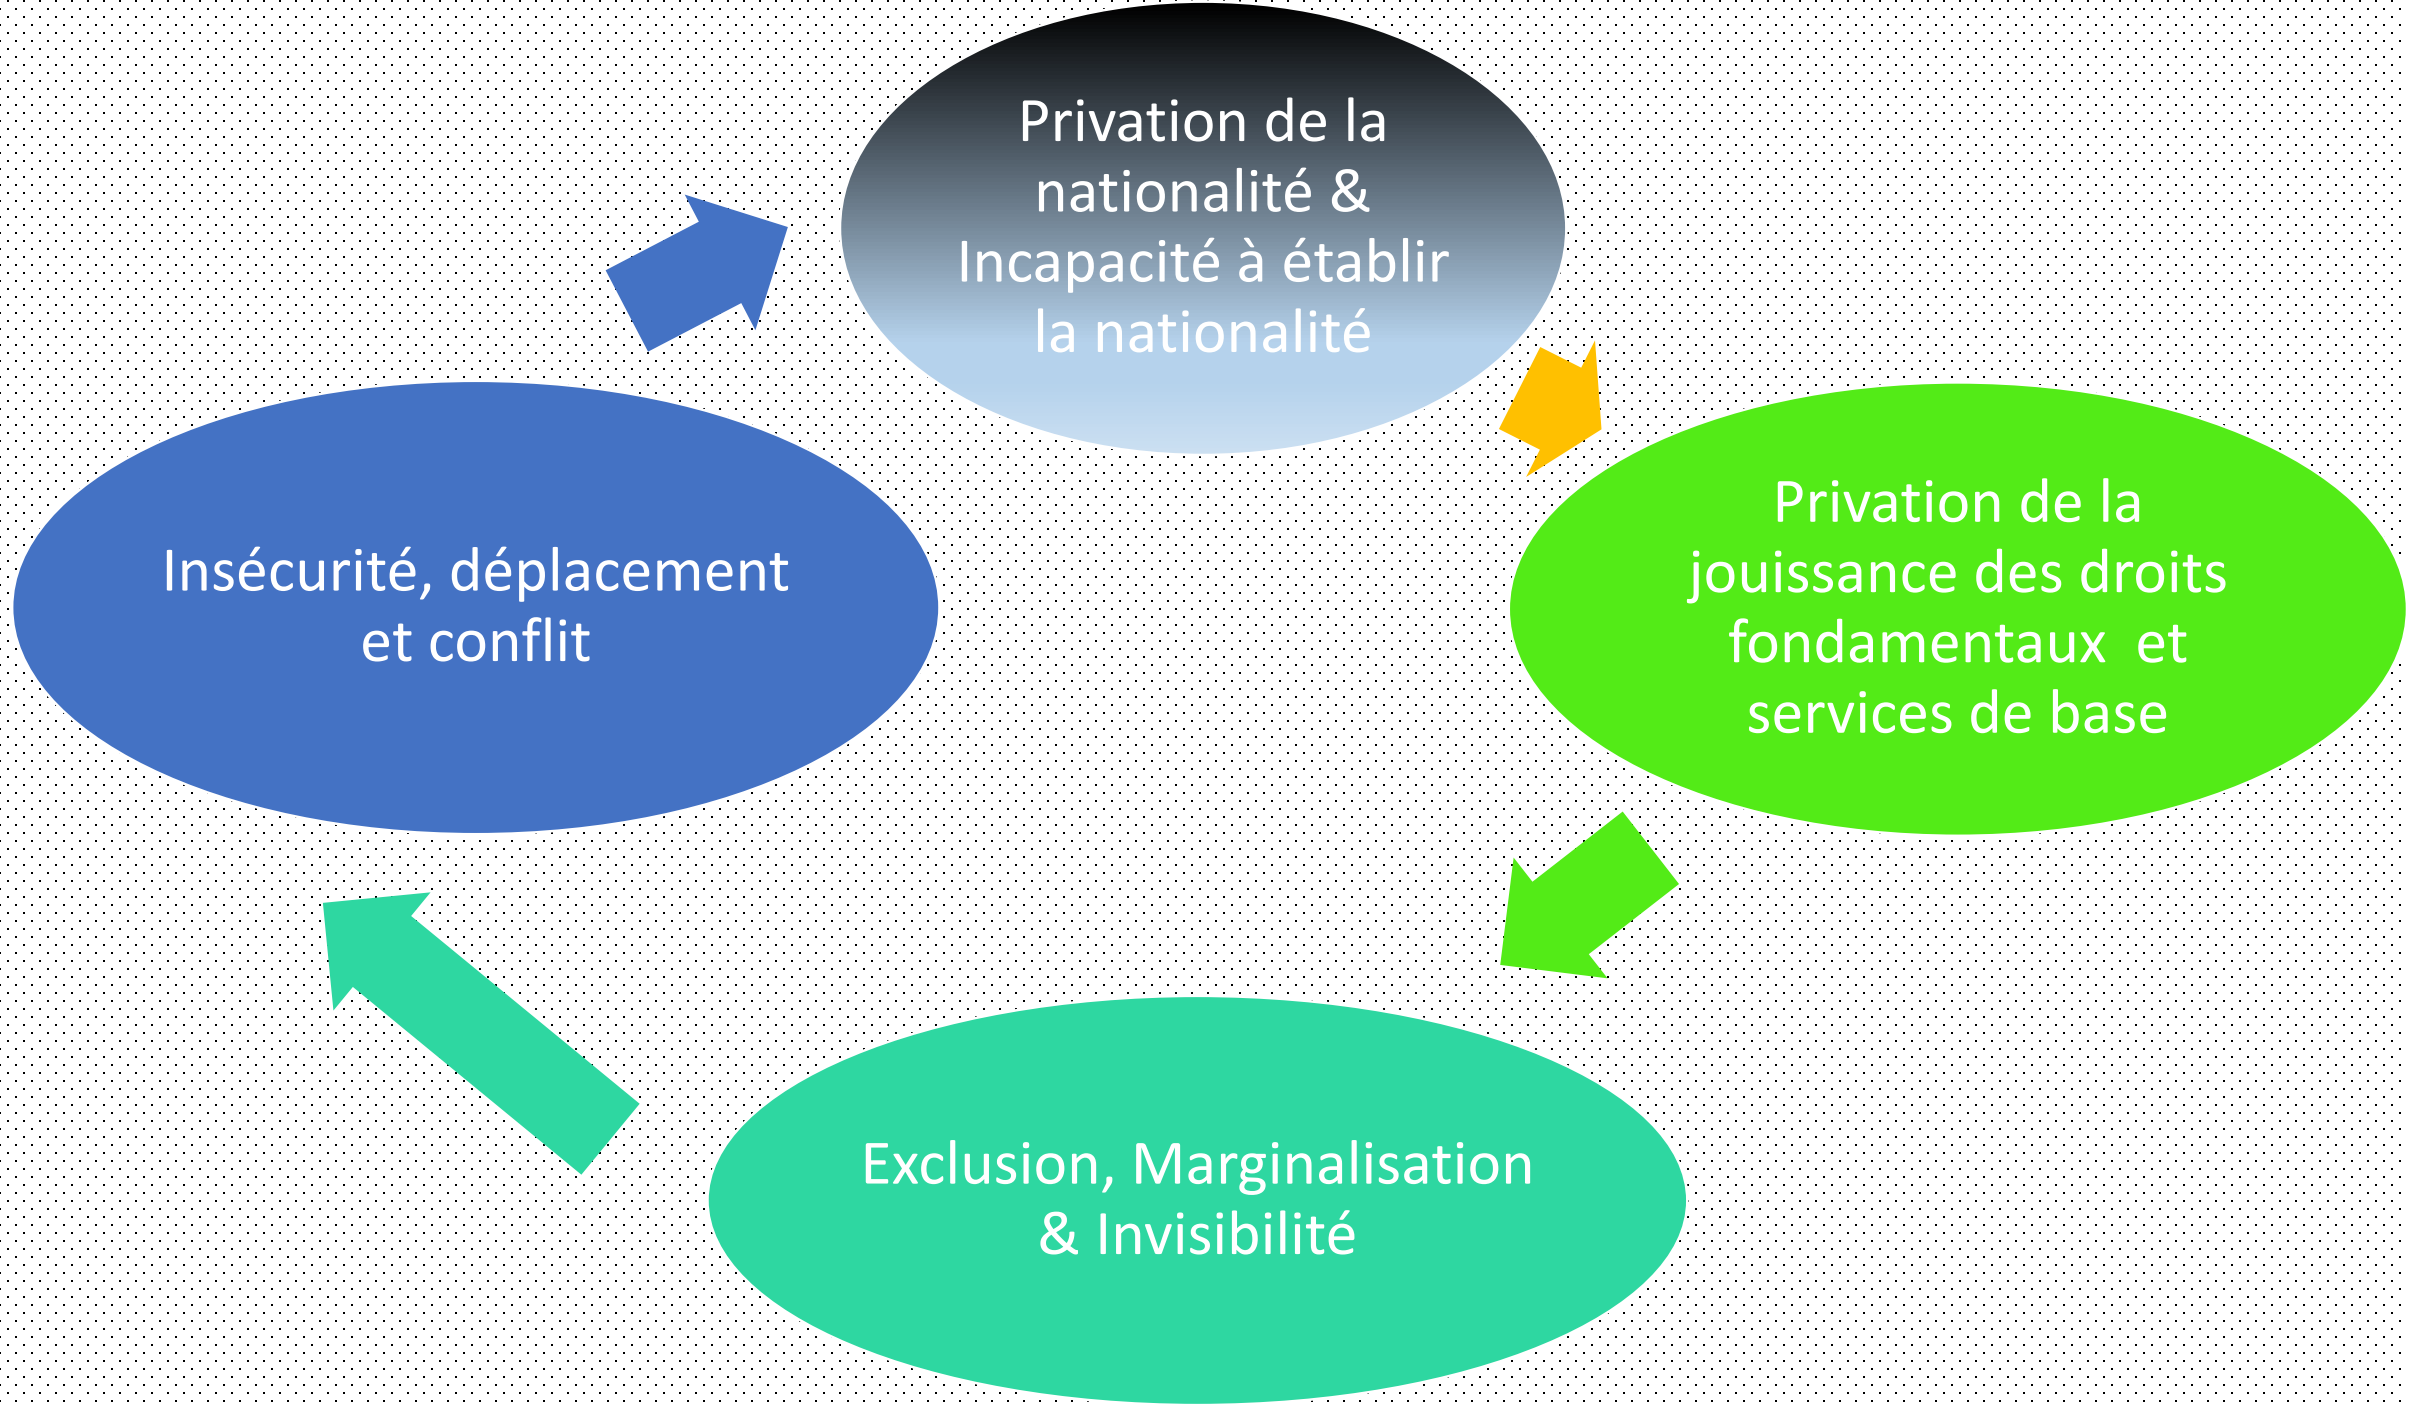 Privation de la
nationalité &
Incapacité à établir
la nationalité
Privation de la
jouissance des droits
fondamentaux  et
services de base
Exclusion, Marginalisation
& Invisibilité
Insécurité, déplacement
et conflit